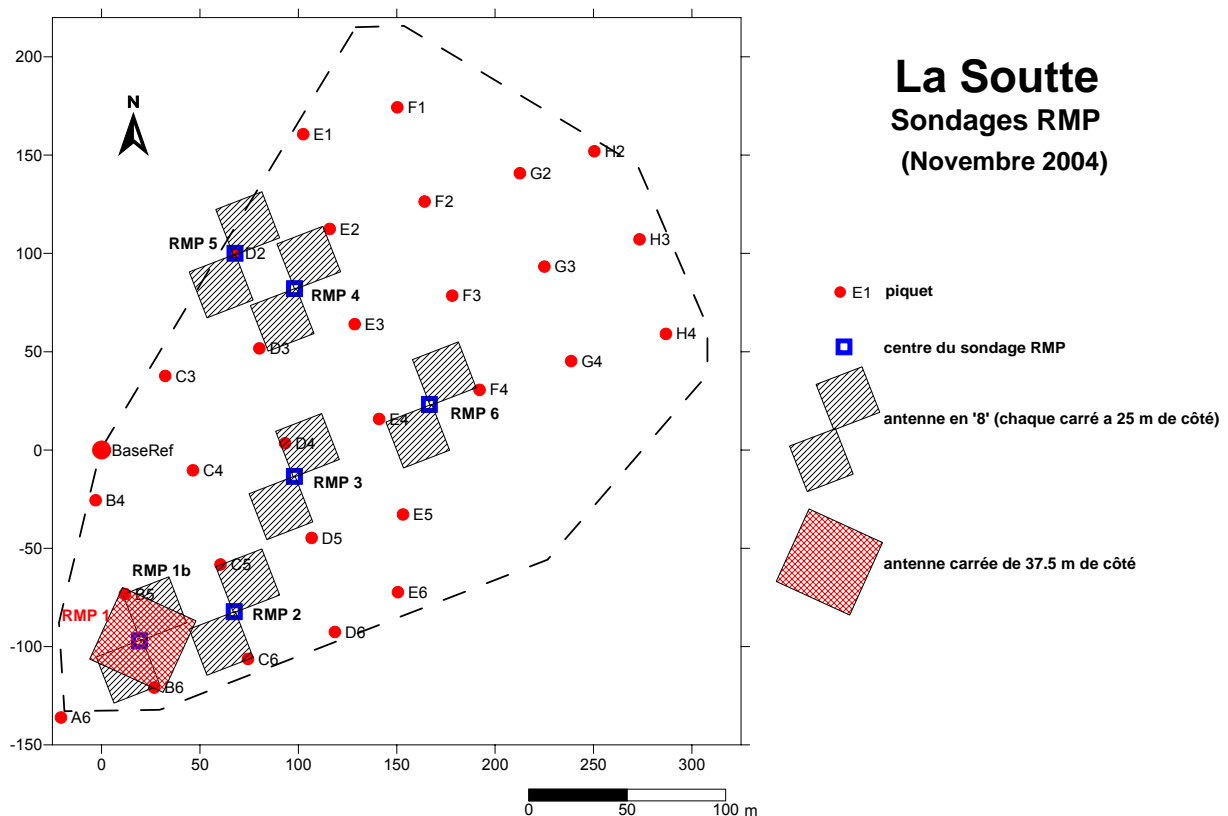 La Soutte
Sondages RMP
(Novembre 2004)
N
200
150
100
50
0
-50
-100
-150
0 50 100 150 200 250 300
F1
E1
H2
G2
F2
E2
H3
RMP 5
D2
G3
RMP 4
F3
E3
H4
D3
G4
C3
F4
RMP 6
E4
BaseRef
D4
C4
RMP 3
B4
E5
D5
C5
RMP 1b
B5
E6
RMP 1
RMP 2
D6
C6
B6
A6
E1 piquet
centre du sondage RMP
antenne en '8' (chaque carré a 25 m de côté)
antenne carrée de 37.5 m de côté
0 50 100 m